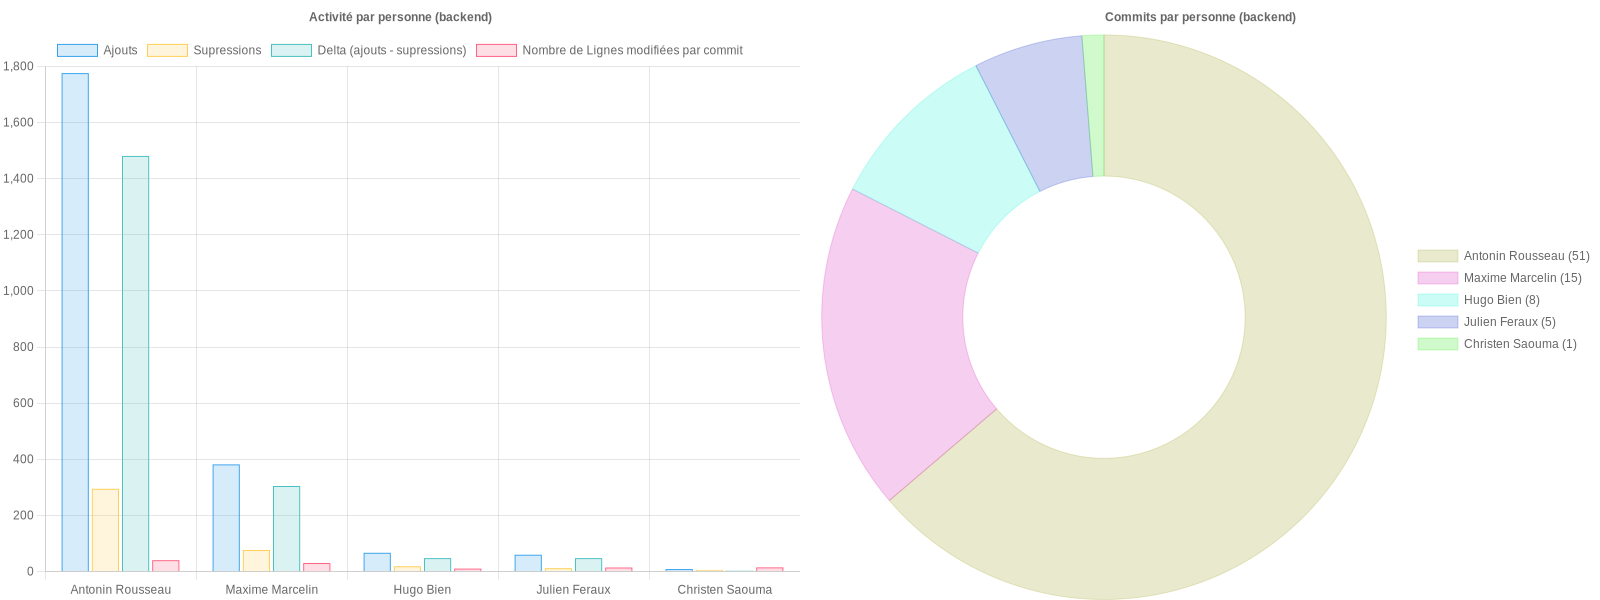 Activité par personne (backend)
Ajouts
Supressions
Delta (ajouts - supressions)
Nombre de Lignes modifiées par commit
1,800
1,600
1,400
1,200
1,000
800
600
400
200
0
Antonin Rousseau
Maxime Marcelin
Hugo Bien
Julien Feraux
Christen Saouma
Commits par personne (backend)
Antonin Rousseau (51)
Maxime Marcelin (15)
Hugo Bien (8)
Julien Feraux (5)
Christen Saouma (1)